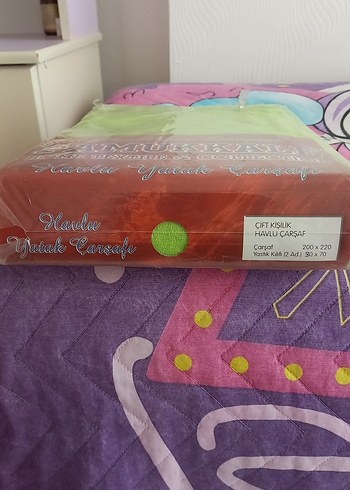 PAMUKKALE
Havlu Yatak Çarşafı
Havlu
Yatak Çarşafı
ÇİFT KİŞİLİK
HAVLU ÇARŞAF
Çarşaf 200 x 220
Yastık Kılıfı (2 Ad.) 50 x 70